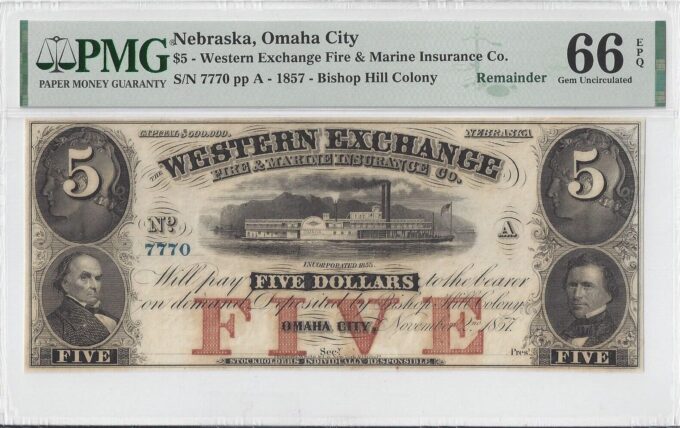 PMG
PAPER MONEY GUARANTY
Nebraska, Omaha City
$5 - Western Exchange Fire & Marine Insurance Co.
S/N 7770 pp A - 1857 - Bishop Hill Colony
Remainder
66 EPQ
Gem Uncirculated
CAPITAL $500.000.
NEBRASKA
5
5
THE WESTERN EXCHANGE
FIRE & MARINE INSURANCE CO.
No
A
7770
INCORPORATED 1855.
Will pay FIVE DOLLARS to the bearer
on demand, Deposited by Bishop Hill Colony
FIVE
OMAHA CITY, November 2nd 1857.
Secy.
Prest.
FIVE
FIVE
STOCKHOLDERS INDIVIDUALLY RESPONSIBLE